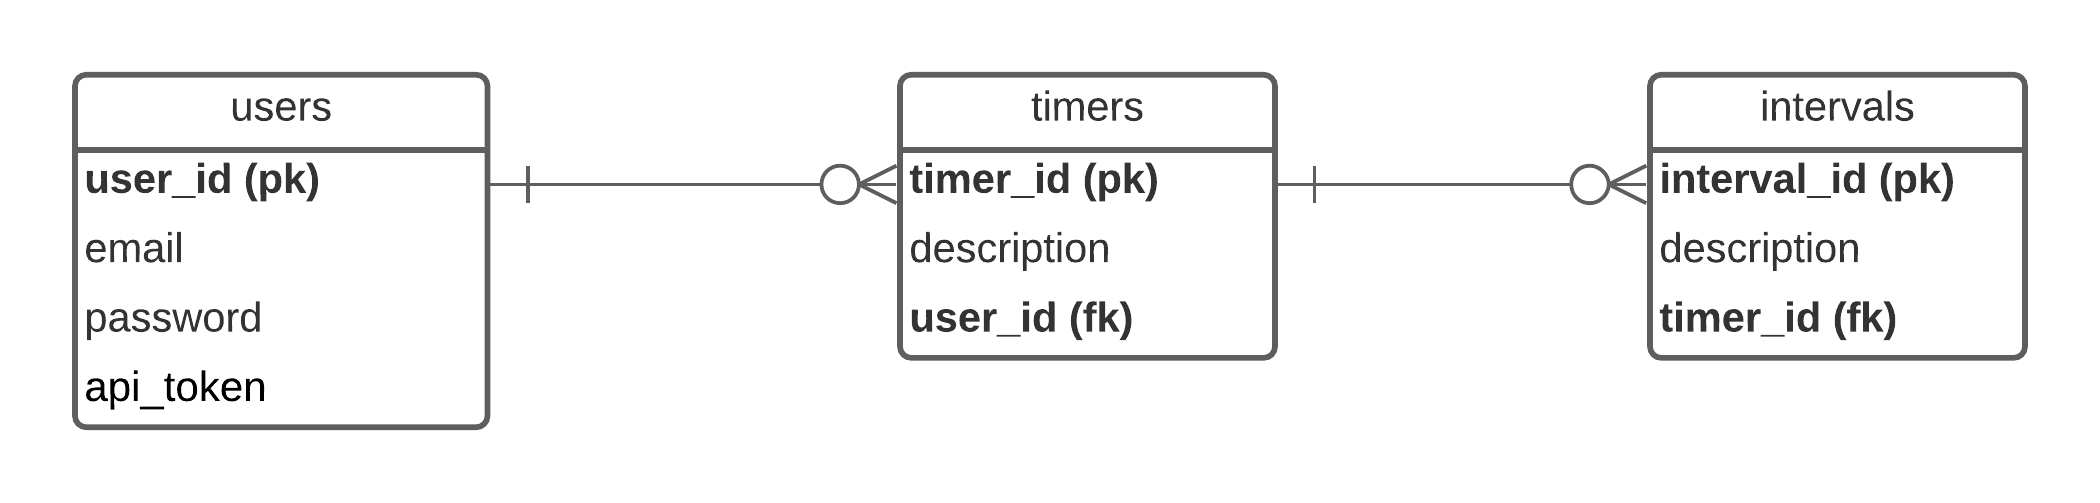 users
user_id (pk)
email
password
api_token
timers
timer_id (pk)
description
user_id (fk)
intervals
interval_id (pk)
description
timer_id (fk)